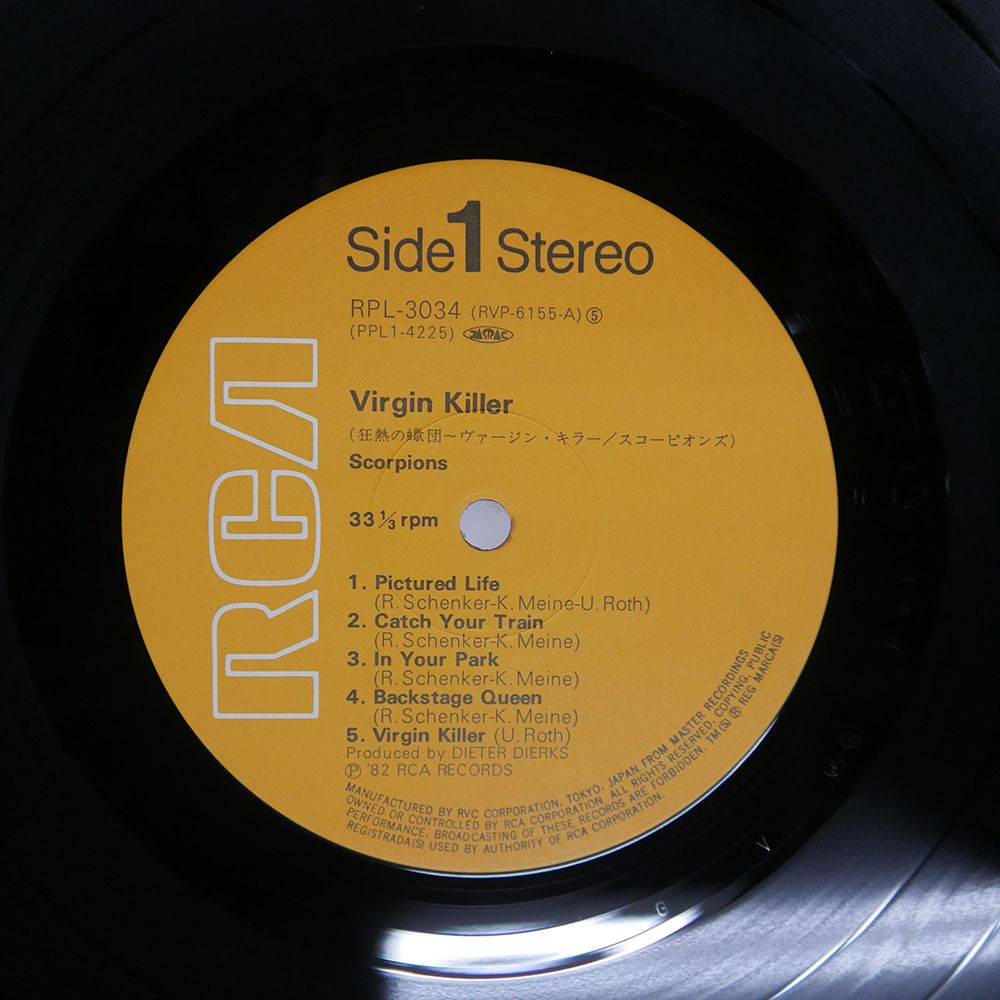 Side 1 Stereo
RPL-3034 (RVP-6155-A) ⑤
(PPL1-4225) JASRAC
RCA
Virgin Killer
(狂熱の蠍団～ヴァージン・キラー/スコーピオンズ)
Scorpions
33 1/3 rpm
1. Pictured Life
(R. Schenker-K. Meine-U. Roth)
2. Catch Your Train
(R. Schenker-K. Meine)
3. In Your Park
(R. Schenker-K. Meine)
4. Backstage Queen
(R. Schenker-K. Meine)
5. Virgin Killer (U. Roth)
Produced by DIETER DIERKS
Ⓟ '82 RCA RECORDS
MANUFACTURED BY RVC CORPORATION, TOKYO, JAPAN, FROM MASTER RECORDINGS
OWNED OR CONTROLLED BY RCA CORPORATION. ALL RIGHTS RESERVED, COPYING, PUBLIC
PERFORMANCE, BROADCASTING OF THESE RECORDS ARE FORBIDDEN. TM(S) ® REG MARCA(S)
REGISTRADA(S) USED BY AUTHORITY OF RCA CORPORATION.
G
V